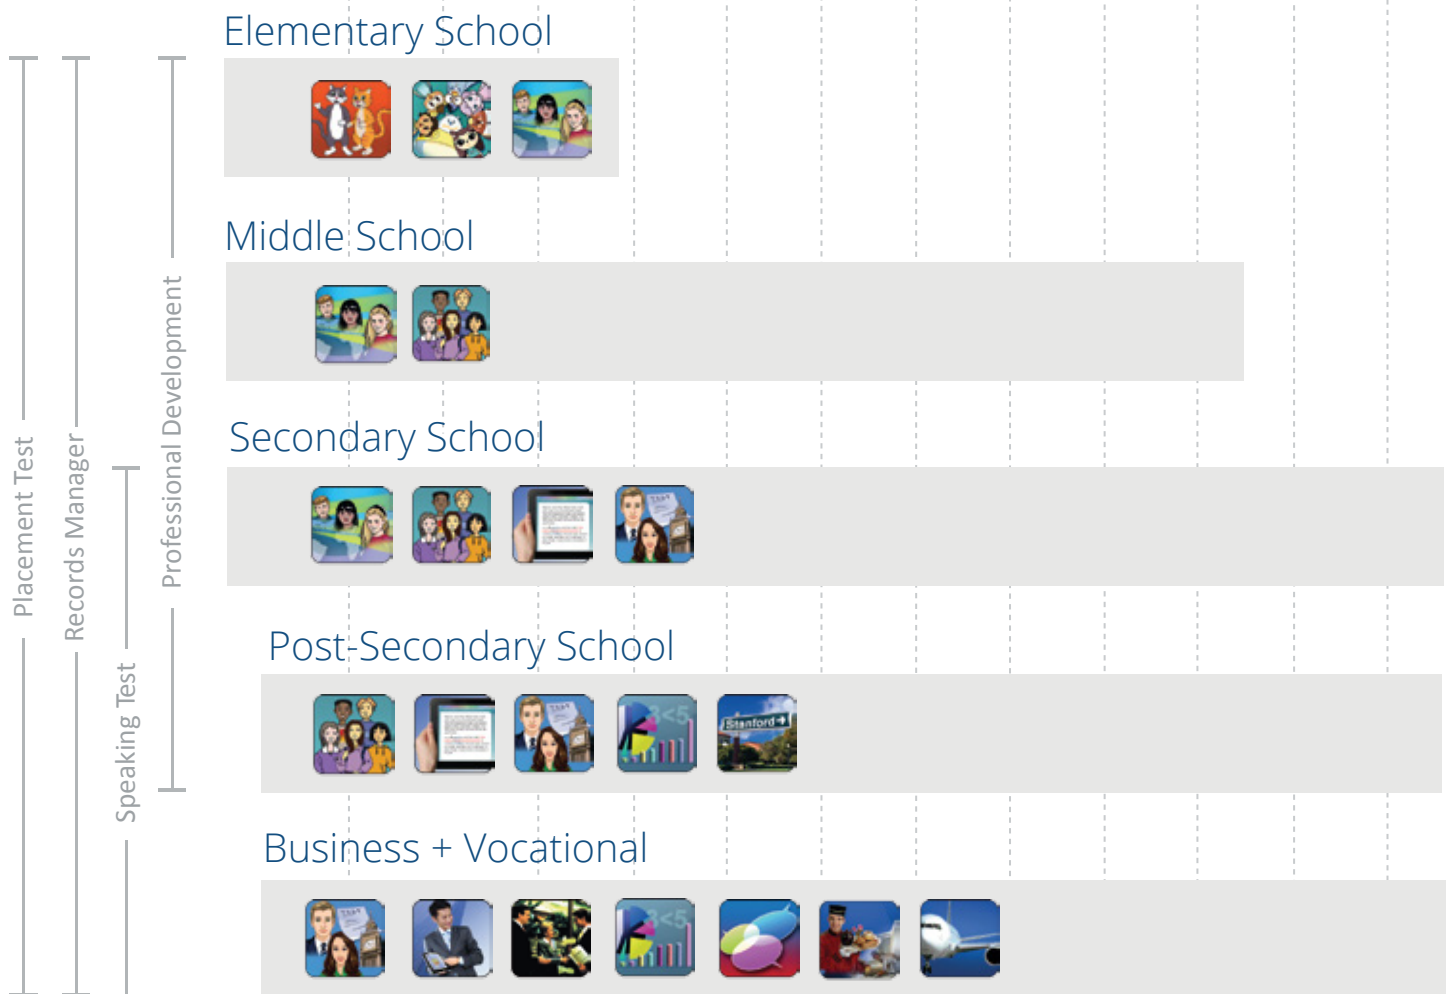 Elementary School
Middle School
Secondary School
Post-Secondary School
Stanford
Business + Vocational
Placement Test
Records Manager
Speaking Test
Professional Development